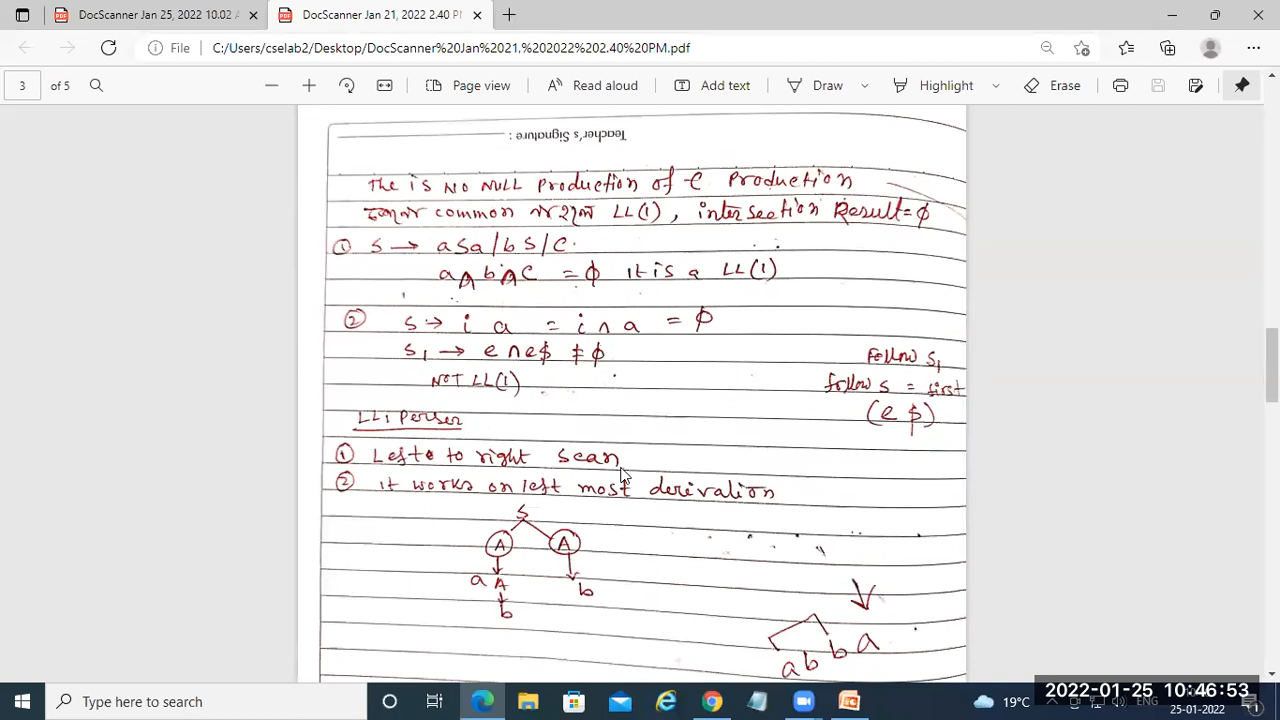 DocScanner Jan 25, 2022 10.02 A
DocScanner Jan 21, 2022 2.40 PM
File C:/Users/cselab2/Desktop/DocScanner%20Jan%2021,%202022%202.40%20PM.pdf
3 of 5 Page view Read aloud Add text Draw Highlight Erase
Teacher's Signature :
The is NO NULL Production of Є Production
common LL(1), intersection Result = ϕ
① S → aSa/bS/C.
a ∩ b ∩ C = ϕ It is a LL(1)
② S → i a = i ∩ a = ϕ
S₁ → e ∩ e$ ≠ ϕ
Follow S₁
NOT LL(1)
Follow S = first
(e $)
LL1 Perser
① Lefte to right Scan
② It works on left most derivation
S
A A
a A b
b
a b b a
Type here to search
19°C ENG
2022-01-25 10:46:53
25-01-2022